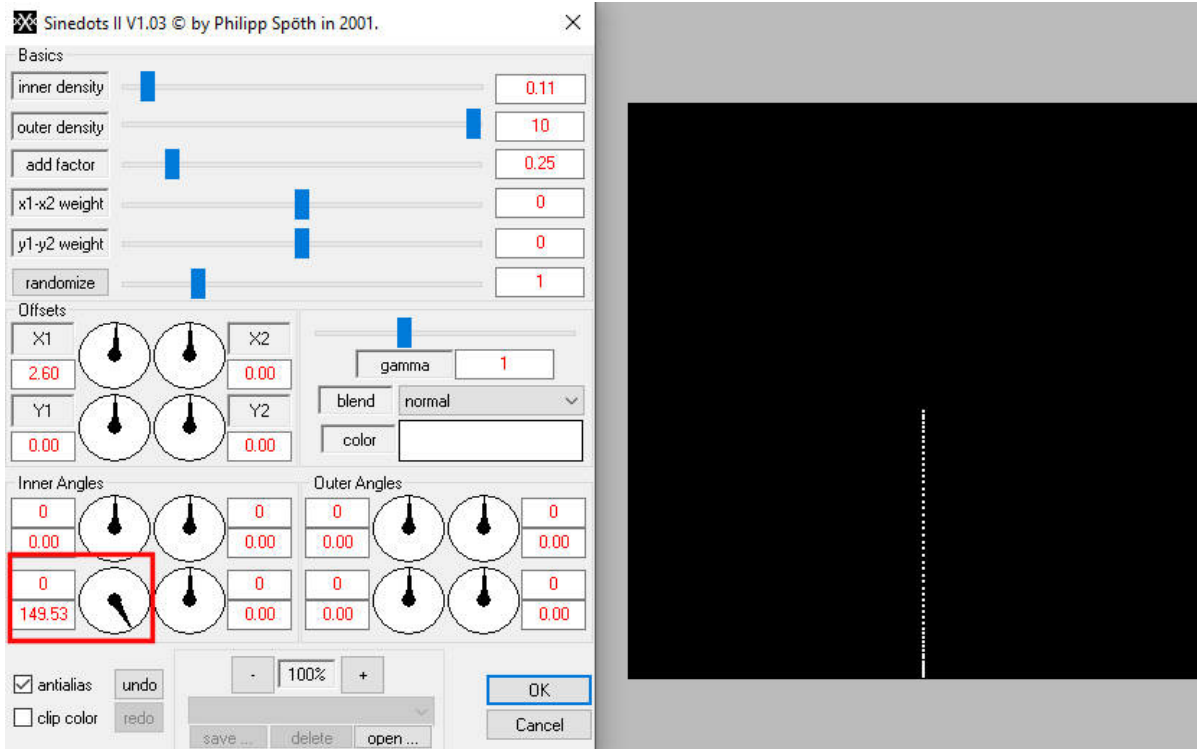 Sinedots II V1.03 © by Philipp Spöth in 2001.
Basics
inner density 0.11
outer density 10
add factor 0.25
x1-x2 weight 0
y1-y2 weight 0
randomize 1
Offsets
X1 X2
2.60 0.00
Y1 Y2
0.00 0.00
gamma 1
blend normal
color
Inner Angles
0 0
0.00 0.00
0 0
149.53 0.00
Outer Angles
0 0
0.00 0.00
0 0
0.00 0.00
antialias undo
clip color redo
- 100% +
save ... delete open ...
OK
Cancel